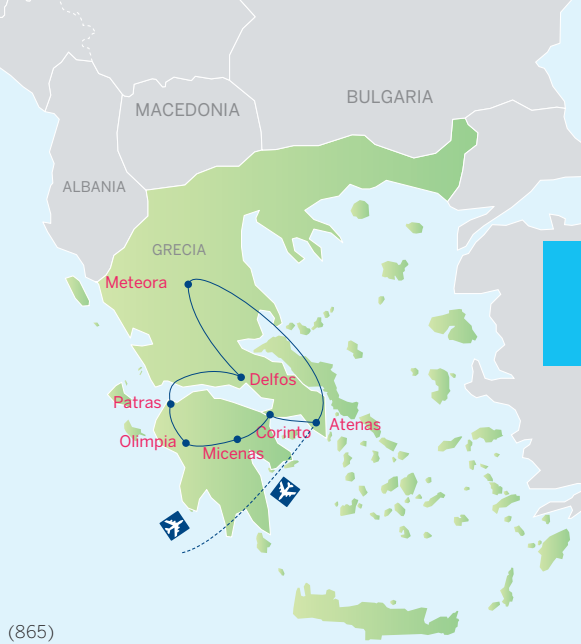 BULGARIA
MACEDONIA
ALBANIA
GRECIA
Meteora
Delfos
Patras
Atenas
Corinto
Olimpia
Micenas
(865)